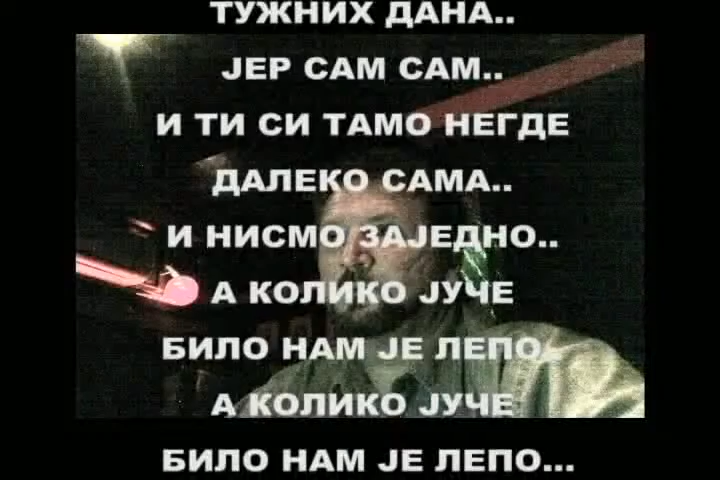 ТУЖНИХ ДАНА..
ЈЕР САМ САМ..
И ТИ СИ ТАМО НЕГДЕ
ДАЛЕКО САМА..
И НИСМО ЗАЈЕДНО..
А КОЛИКО ЈУЧЕ
БИЛО НАМ ЈЕ ЛЕПО..
А КОЛИКО ЈУЧЕ
БИЛО НАМ ЈЕ ЛЕПО...